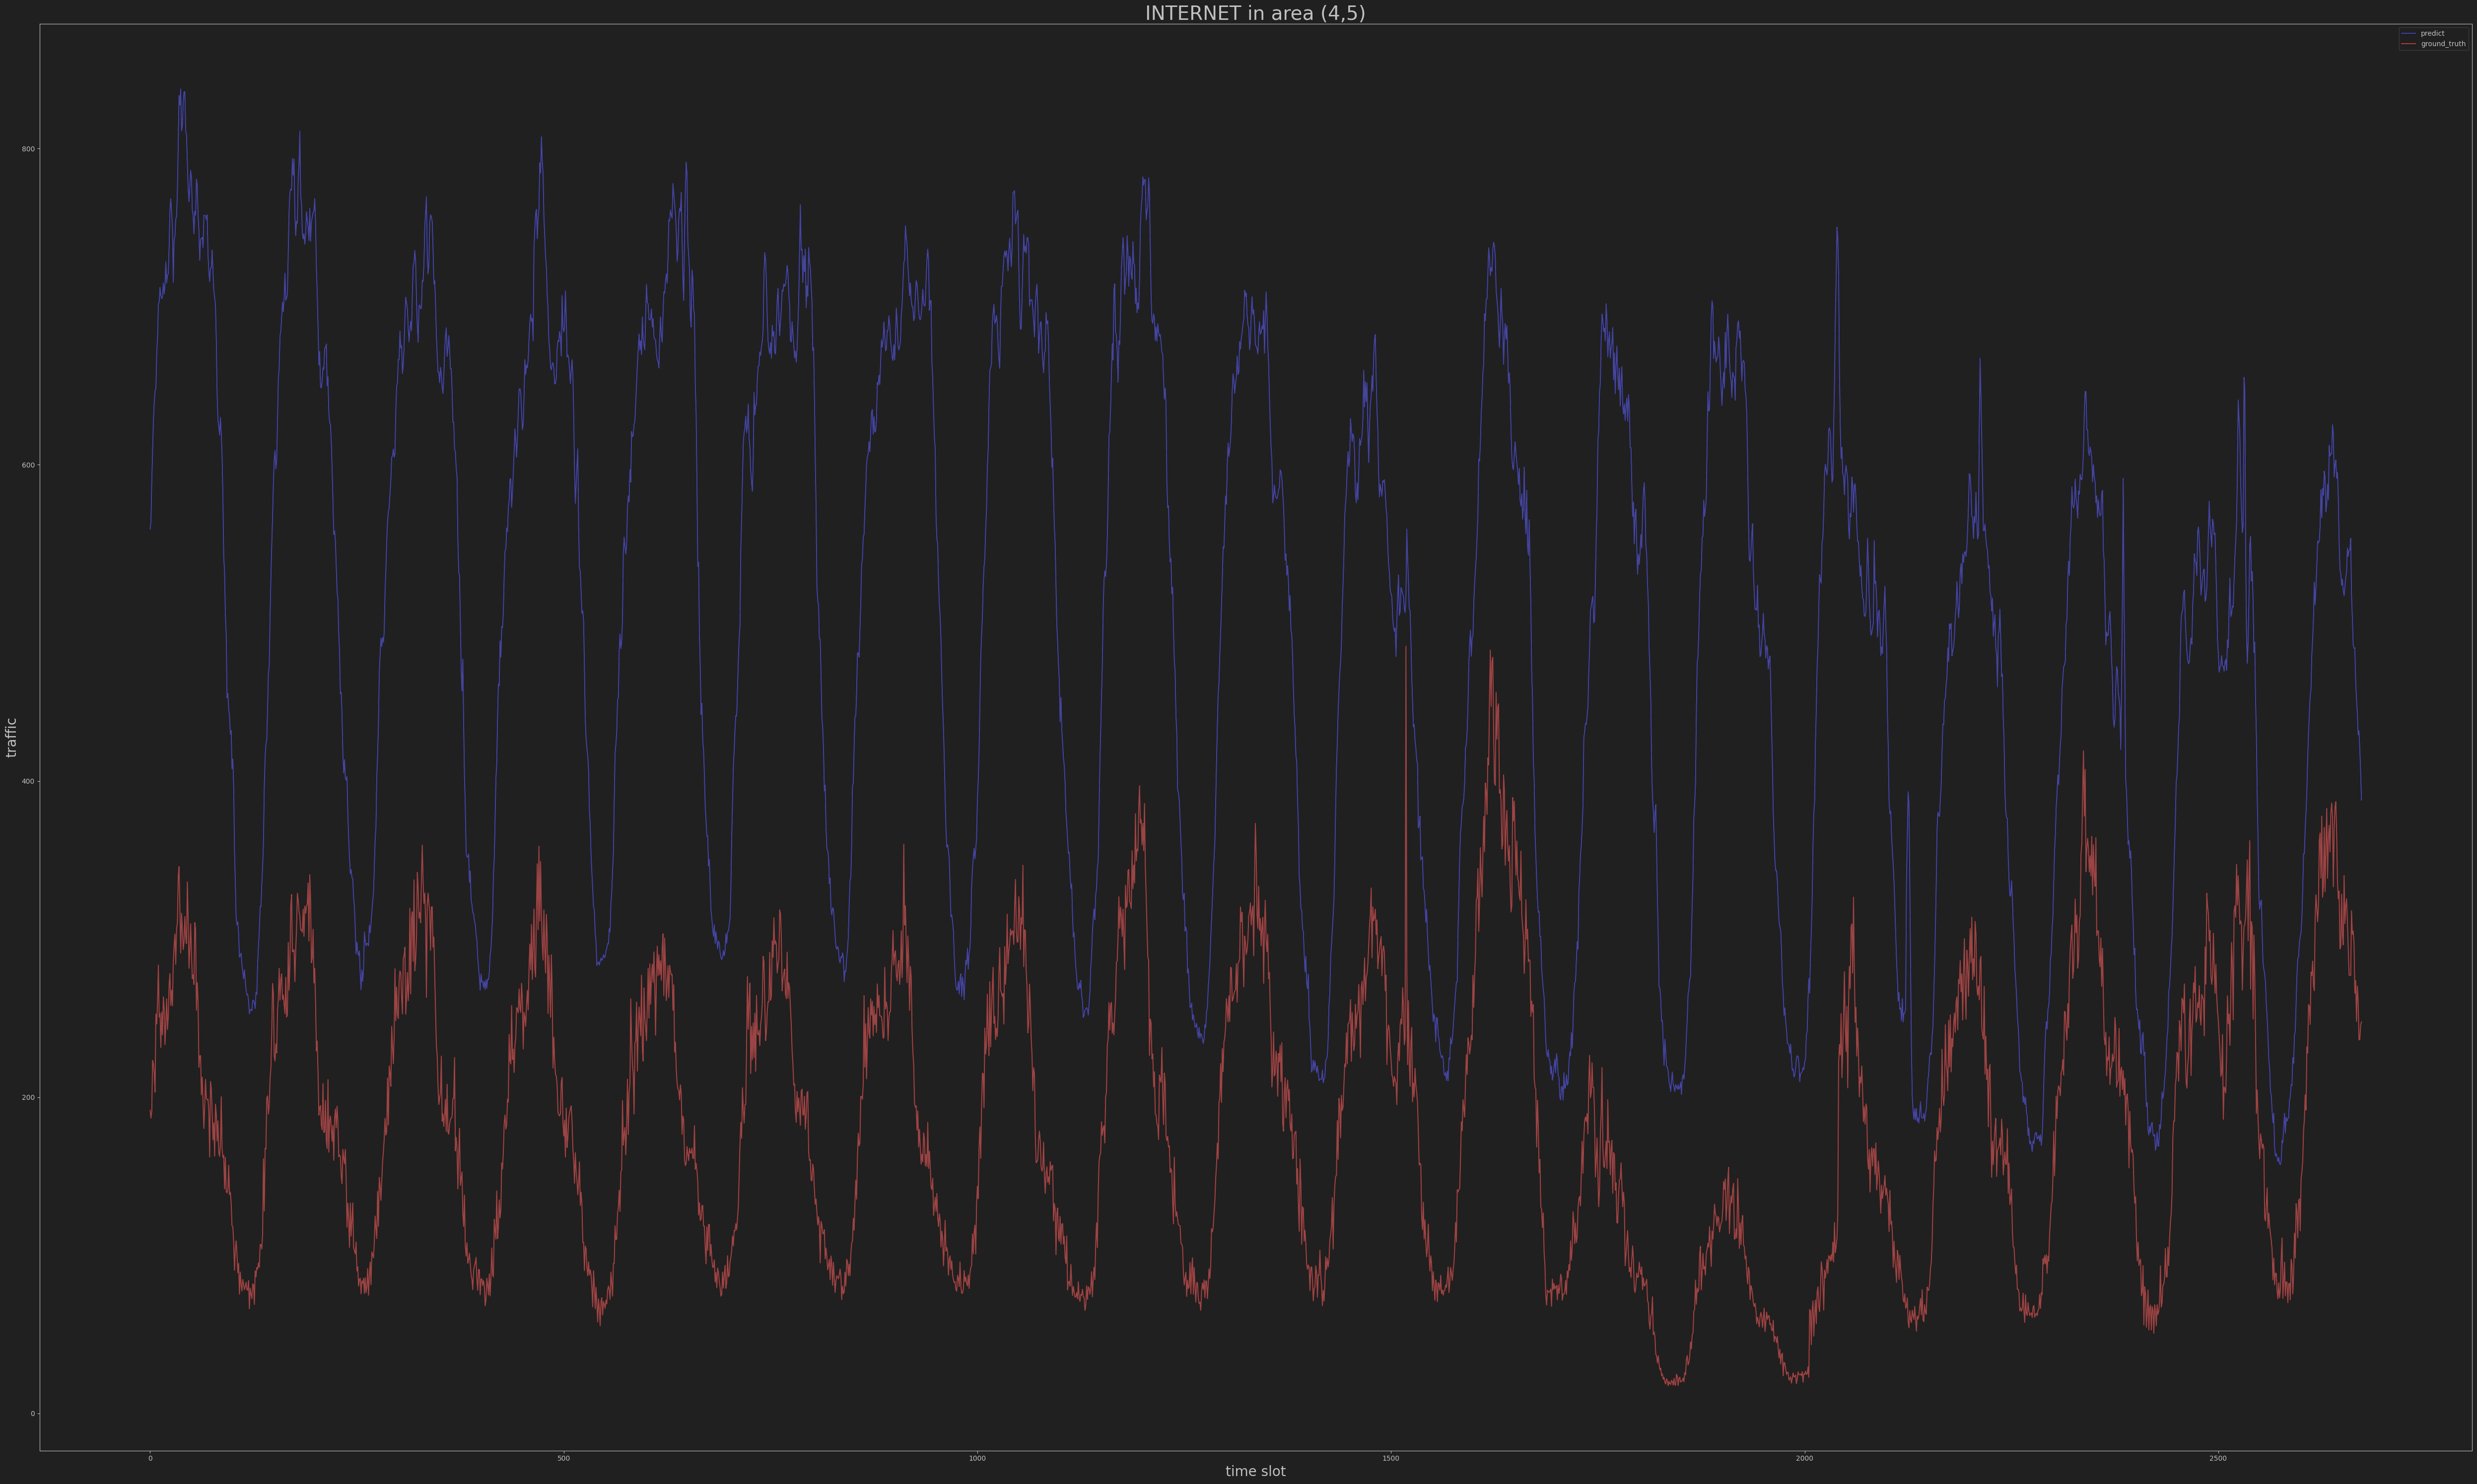 INTERNET in area (4,5)
predict
ground_truth
traffic
800
600
400
200
0
0 500 1000 1500 2000 2500
time slot